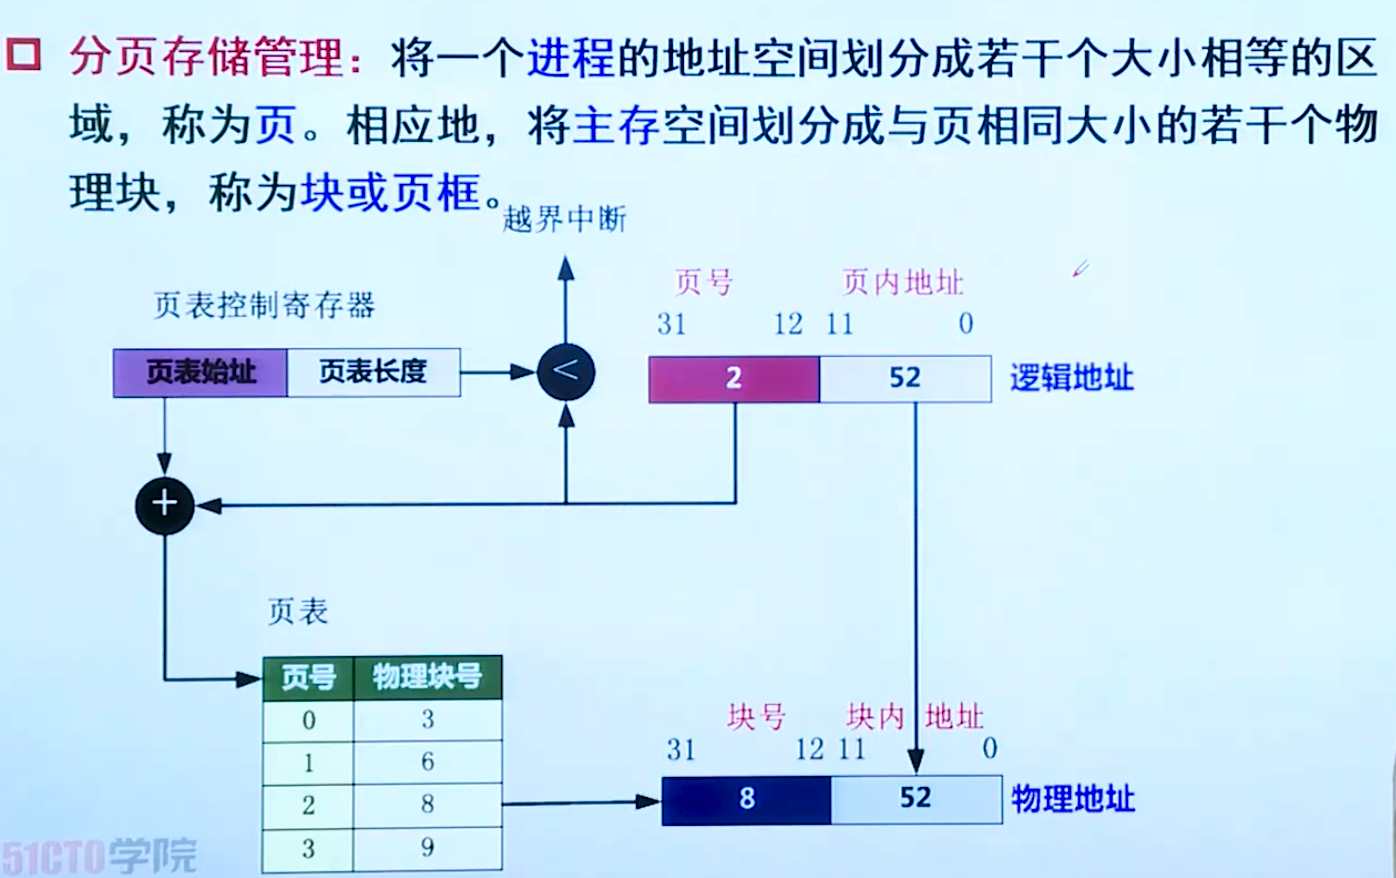 分页存储管理：将一个进程的地址空间划分成若干个大小相等的区
域，称为页。相应地，将主存空间划分成与页相同大小的若干个物
理块，称为块或页框。
越界中断
页号 页内地址
页表控制寄存器
31 12 11 0
页表始址 页表长度 < 2 52 逻辑地址
+
页表
页号 物理块号
0 3
块号 块内 地址
31 12 11 0
1 6
2 8
8 52 物理地址
3 9
51CTO学院